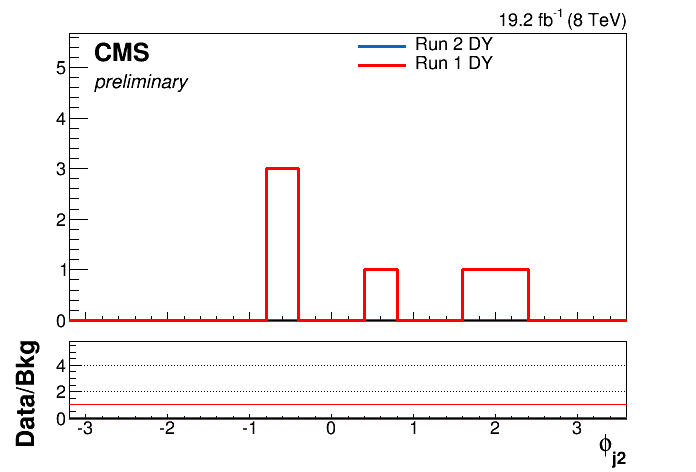 19.2 fb⁻¹ (8 TeV)
CMS
preliminary
Run 2 DY
Run 1 DY
5
4
3
2
1
0
Data/Bkg
4
2
0
-3 -2 -1 0 1 2 3
ϕj2